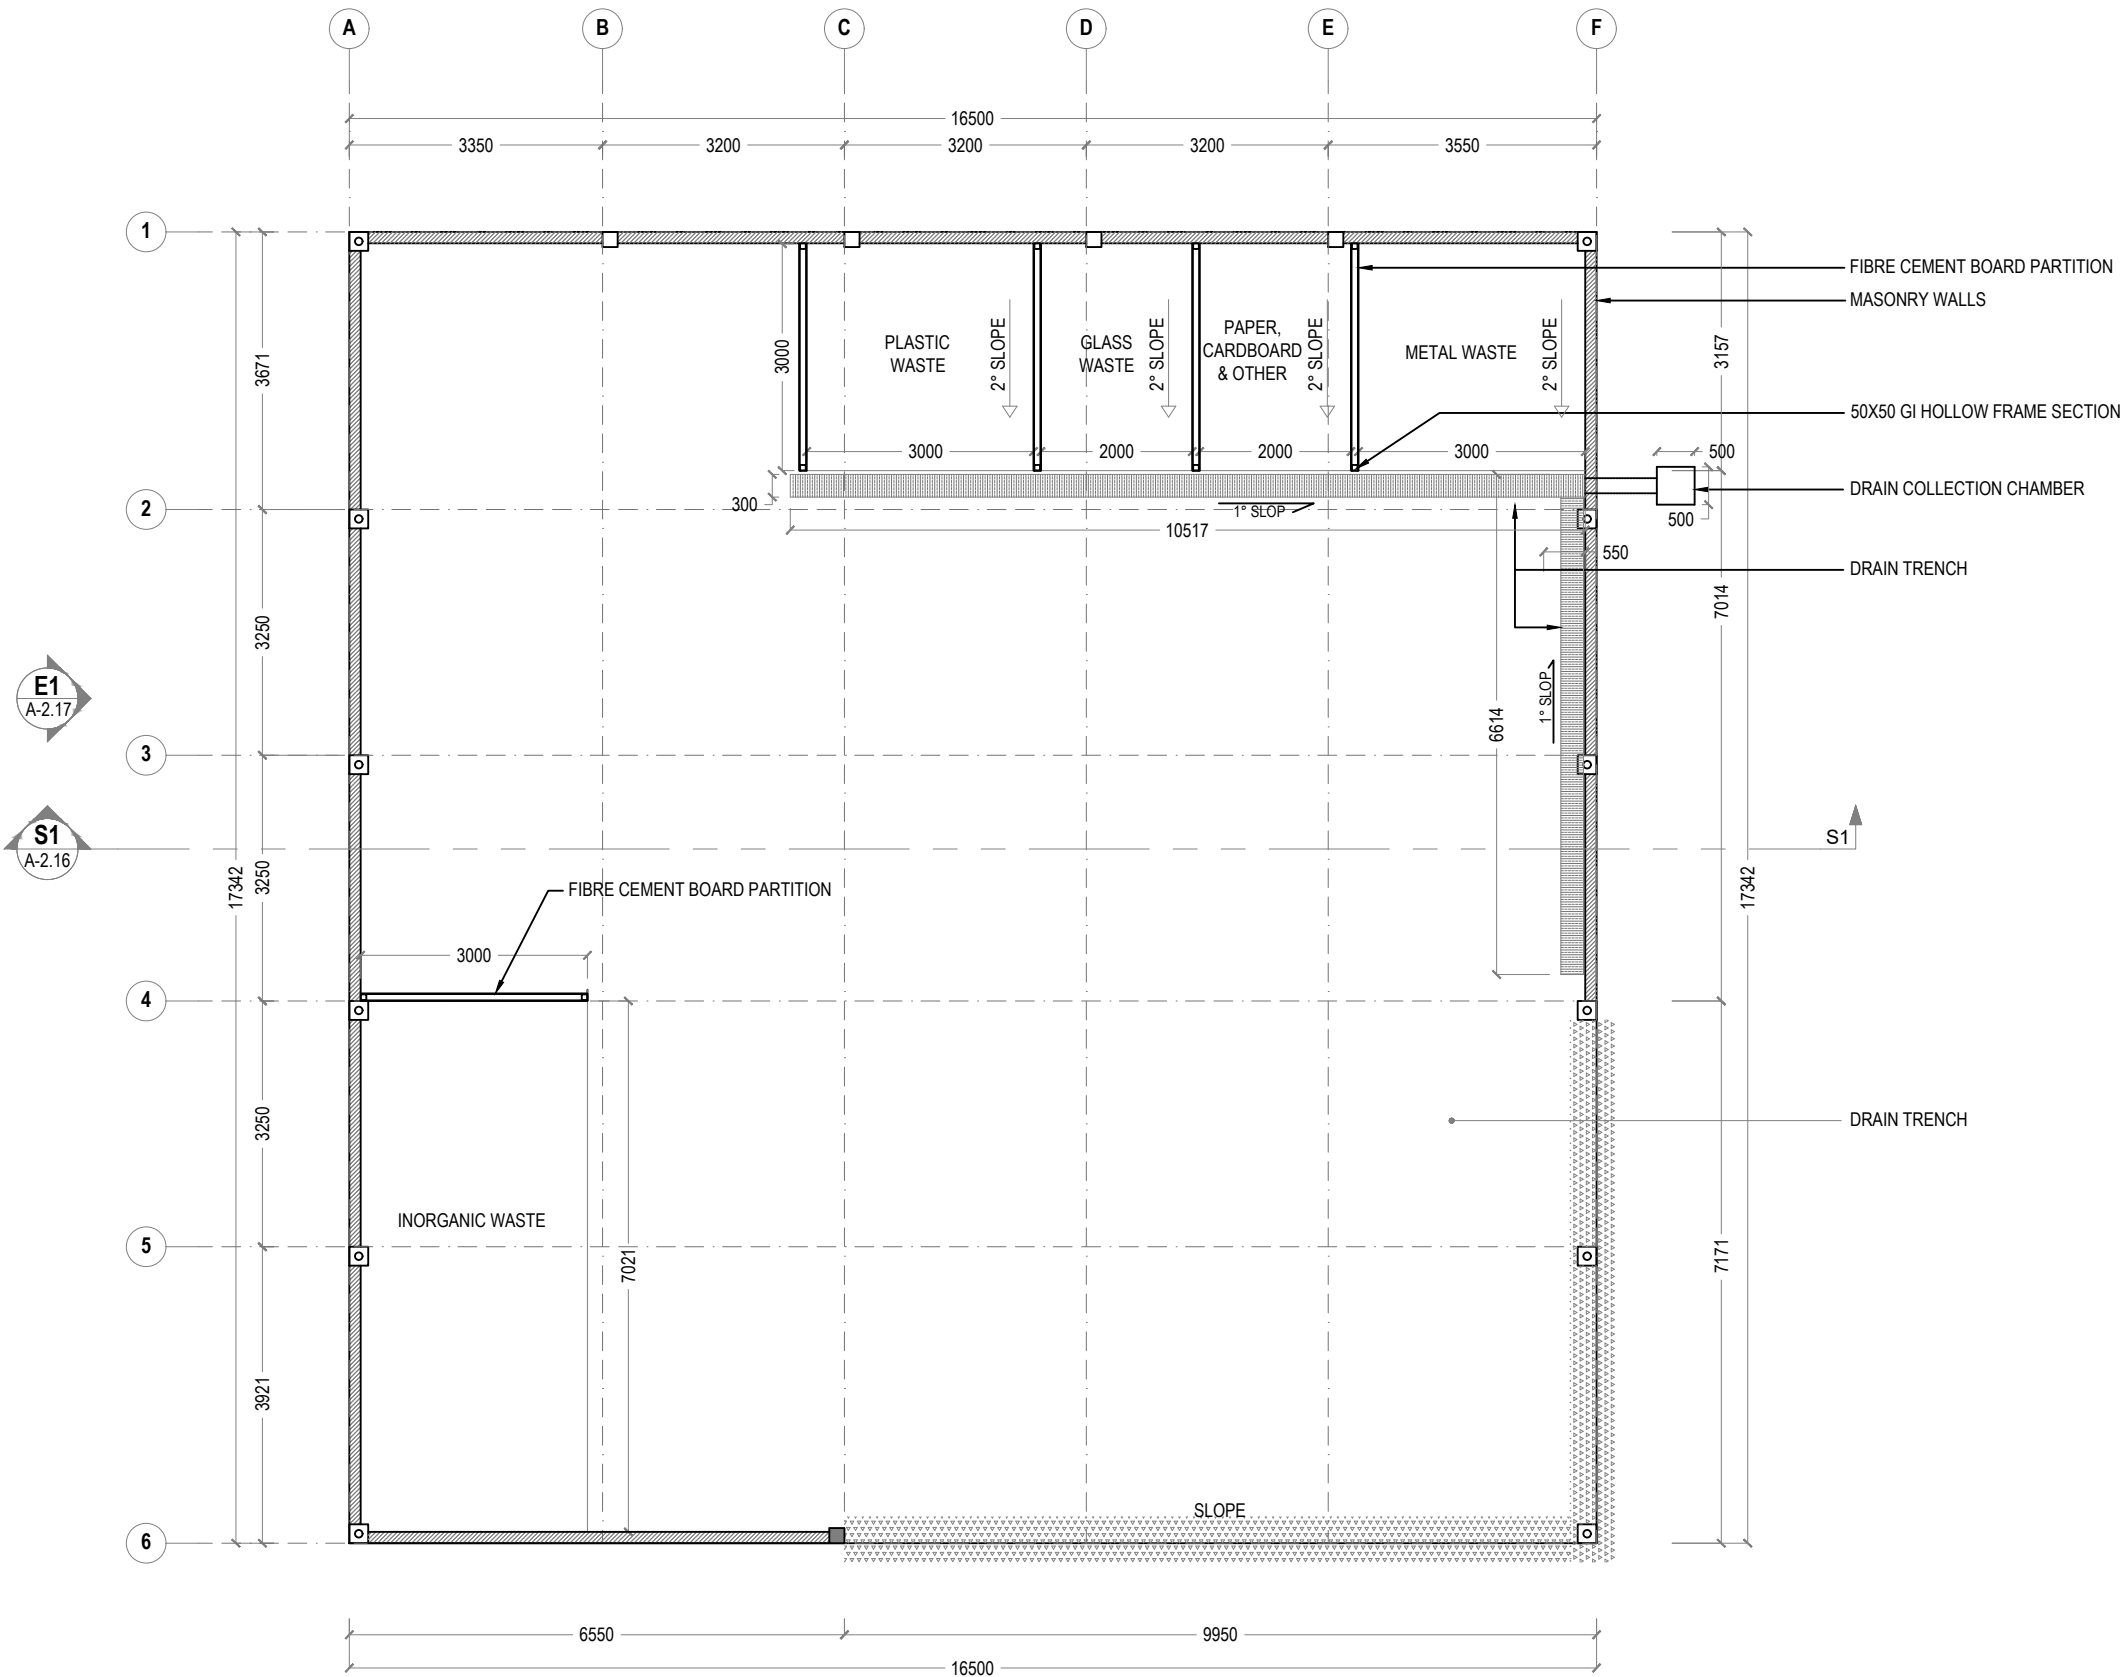 A B C D E F
16500
3350 3200 3200 3200 3550
1
FIBRE CEMENT BOARD PARTITION
MASONRY WALLS
3671
3000
PLASTIC
WASTE
2° SLOPE
GLASS
WASTE
2° SLOPE
PAPER,
CARDBOARD
& OTHER
2° SLOPE
METAL WASTE
2° SLOPE
3157
50X50 GI HOLLOW FRAME SECTION
3000 2000 2000 3000
500
DRAIN COLLECTION CHAMBER
300
2
1° SLOP
500
10517
550
DRAIN TRENCH
7014
3250
E1
A-2.17
1° SLOP
6614
3
S1
A-2.16
S1
17342
3250
17342
FIBRE CEMENT BOARD PARTITION
3000
4
3250
DRAIN TRENCH
INORGANIC WASTE
5
7021
7171
3921
SLOPE
6
6550 9950
16500